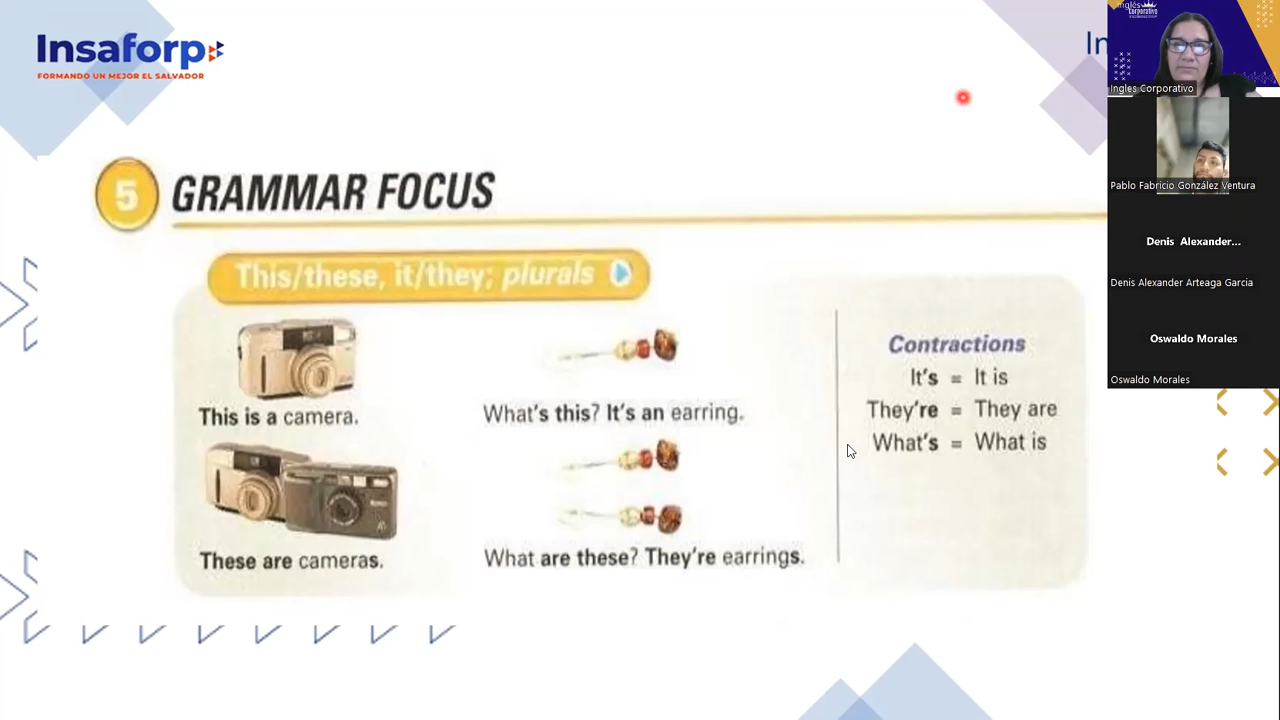 Insaforp
FORMANDO UN MEJOR EL SALVADOR
In
Inglés
Corporativo
Ingles Corporativo
Pablo Fabricio González Ventura
Denis Alexander...
Denis Alexander Arteaga Garcia
Oswaldo Morales
Oswaldo Morales
5 GRAMMAR FOCUS
This/these, it/they; plurals
This is a camera.
What's this? It's an earring.
These are cameras.
What are these? They're earrings.
Contractions
It's = It is
They're = They are
What's = What is